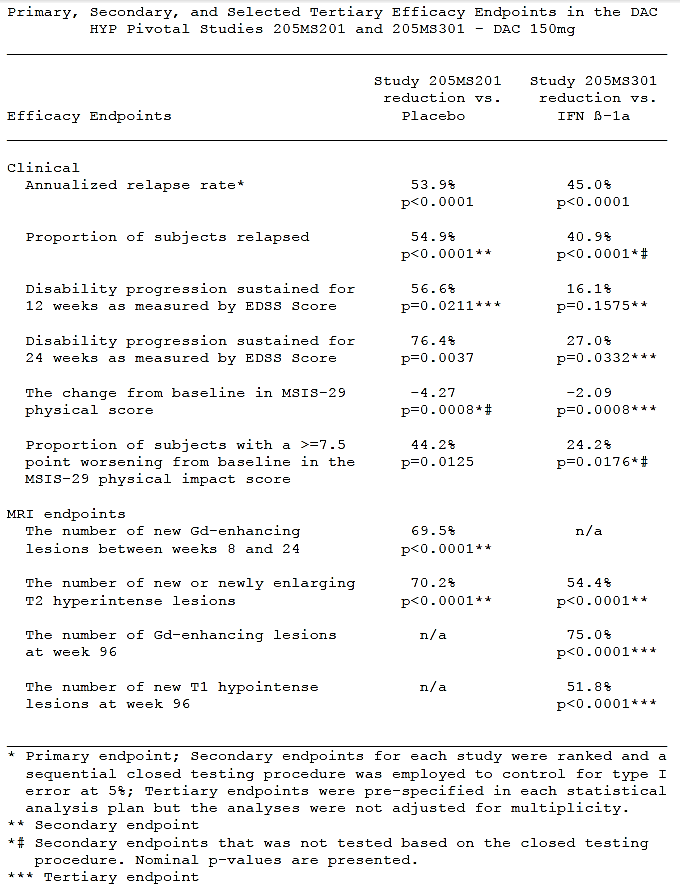 Primary, Secondary, and Selected Tertiary Efficacy Endpoints in the DAC
HYP Pivotal Studies 205MS201 and 205MS301 - DAC 150mg
Study 205MS201 Study 205MS301
reduction vs. reduction vs.
Efficacy Endpoints Placebo IFN ß-1a
Clinical
Annualized relapse rate* 53.9% 45.0%
p<0.0001 p<0.0001
Proportion of subjects relapsed 54.9% 40.9%
p<0.0001** p<0.0001*#
Disability progression sustained for 56.6% 16.1%
12 weeks as measured by EDSS Score p=0.0211*** p=0.1575**
Disability progression sustained for 76.4% 27.0%
24 weeks as measured by EDSS Score p=0.0037 p=0.0332***
The change from baseline in MSIS-29 -4.27 -2.09
physical score p=0.0008*# p=0.0008***
Proportion of subjects with a >=7.5 44.2% 24.2%
point worsening from baseline in the p=0.0125 p=0.0176*#
MSIS-29 physical impact score
MRI endpoints
The number of new Gd-enhancing 69.5% n/a
lesions between weeks 8 and 24 p<0.0001**
The number of new or newly enlarging 70.2% 54.4%
T2 hyperintense lesions p<0.0001** p<0.0001**
The number of Gd-enhancing lesions n/a 75.0%
at week 96 p<0.0001***
The number of new T1 hypointense n/a 51.8%
lesions at week 96 p<0.0001***
* Primary endpoint; Secondary endpoints for each study were ranked and a
sequential closed testing procedure was employed to control for type I
error at 5%; Tertiary endpoints were pre-specified in each statistical
analysis plan but the analyses were not adjusted for multiplicity.
** Secondary endpoint
*# Secondary endpoints that was not tested based on the closed testing
procedure. Nominal p-values are presented.
*** Tertiary endpoint